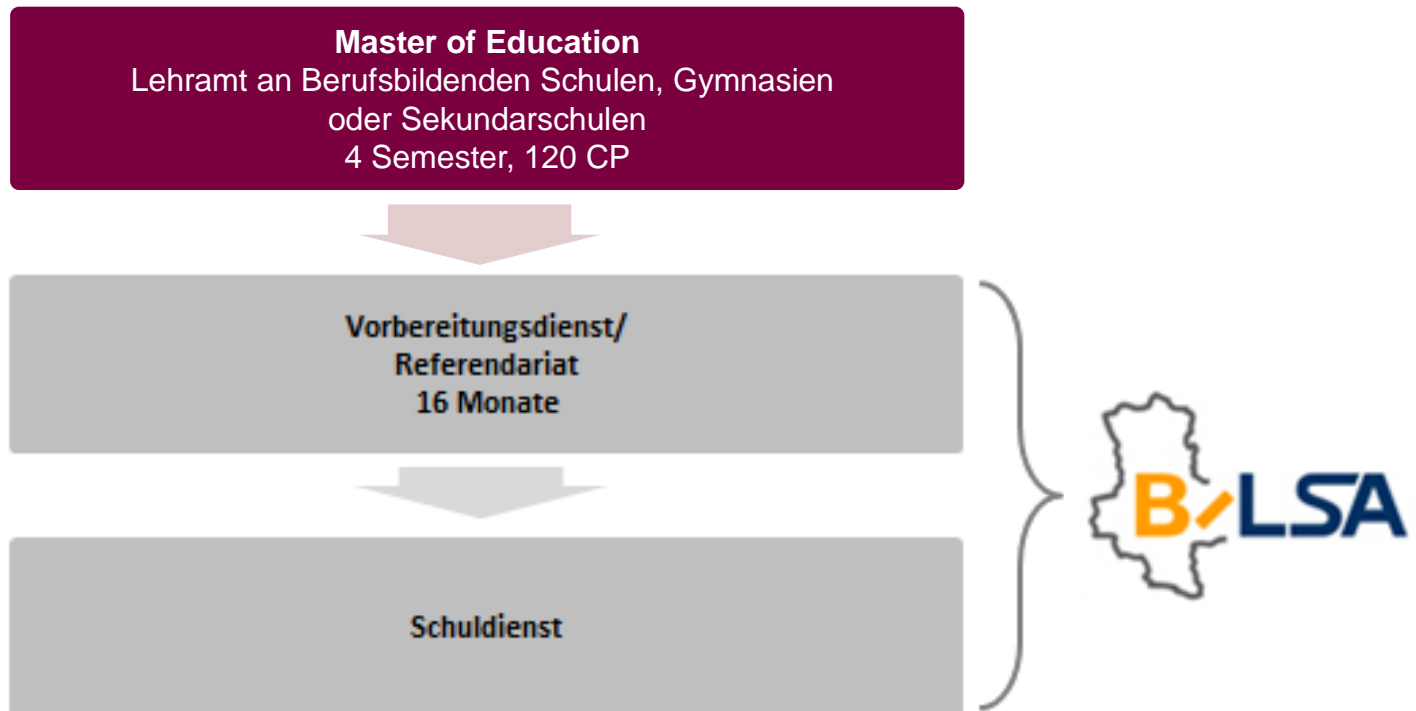 Master of Education
Lehramt an Berufsbildenden Schulen, Gymnasien
oder Sekundarschulen
4 Semester, 120 CP
Vorbereitungsdienst/
Referendariat
16 Monate
B/LSA
Schuldienst